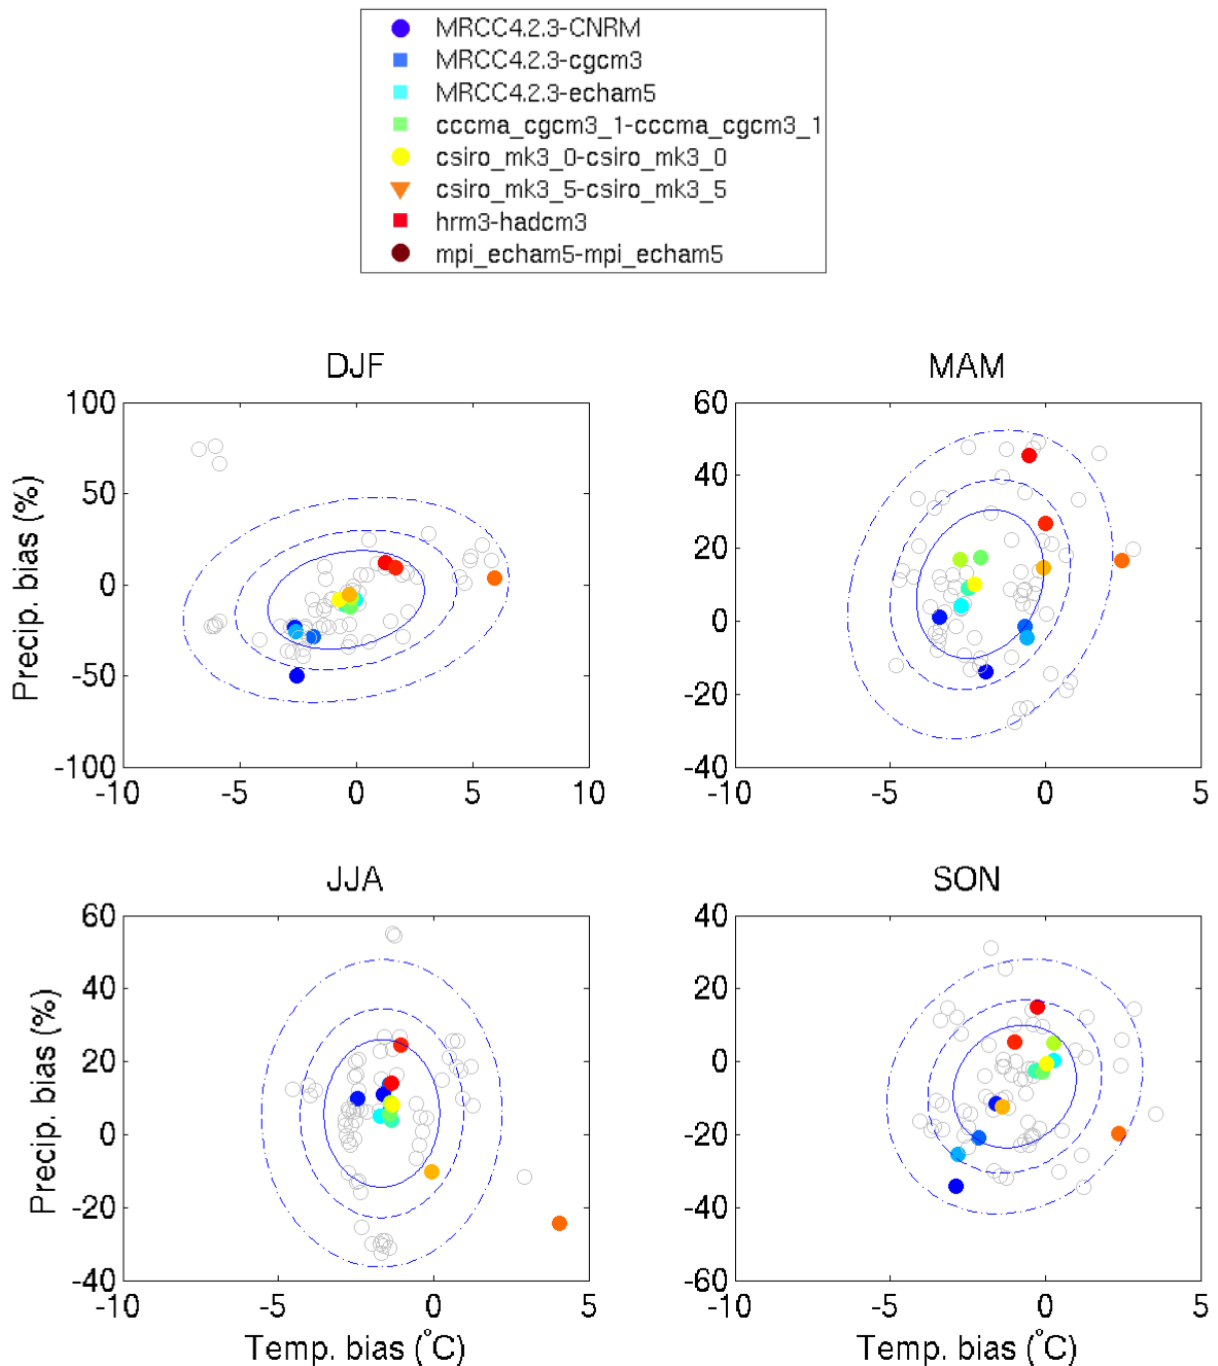 MRCC4.2.3-CNRM
MRCC4.2.3-cgcm3
MRCC4.2.3-echam5
cccma_cgcm3_1-cccma_cgcm3_1
csiro_mk3_0-csiro_mk3_0
csiro_mk3_5-csiro_mk3_5
hrm3-hadcm3
mpi_echam5-mpi_echam5
DJF
100
50
0
-50
-100
-10
-5
0
5
10
Precip. bias (%)
MAM
60
40
20
0
-20
-40
-10
-5
0
5
JJA
60
40
20
0
-20
-40
-10
-5
0
5
Precip. bias (%)
Temp. bias (°C)
SON
40
20
0
-20
-40
-60
-10
-5
0
5
Temp. bias (°C)